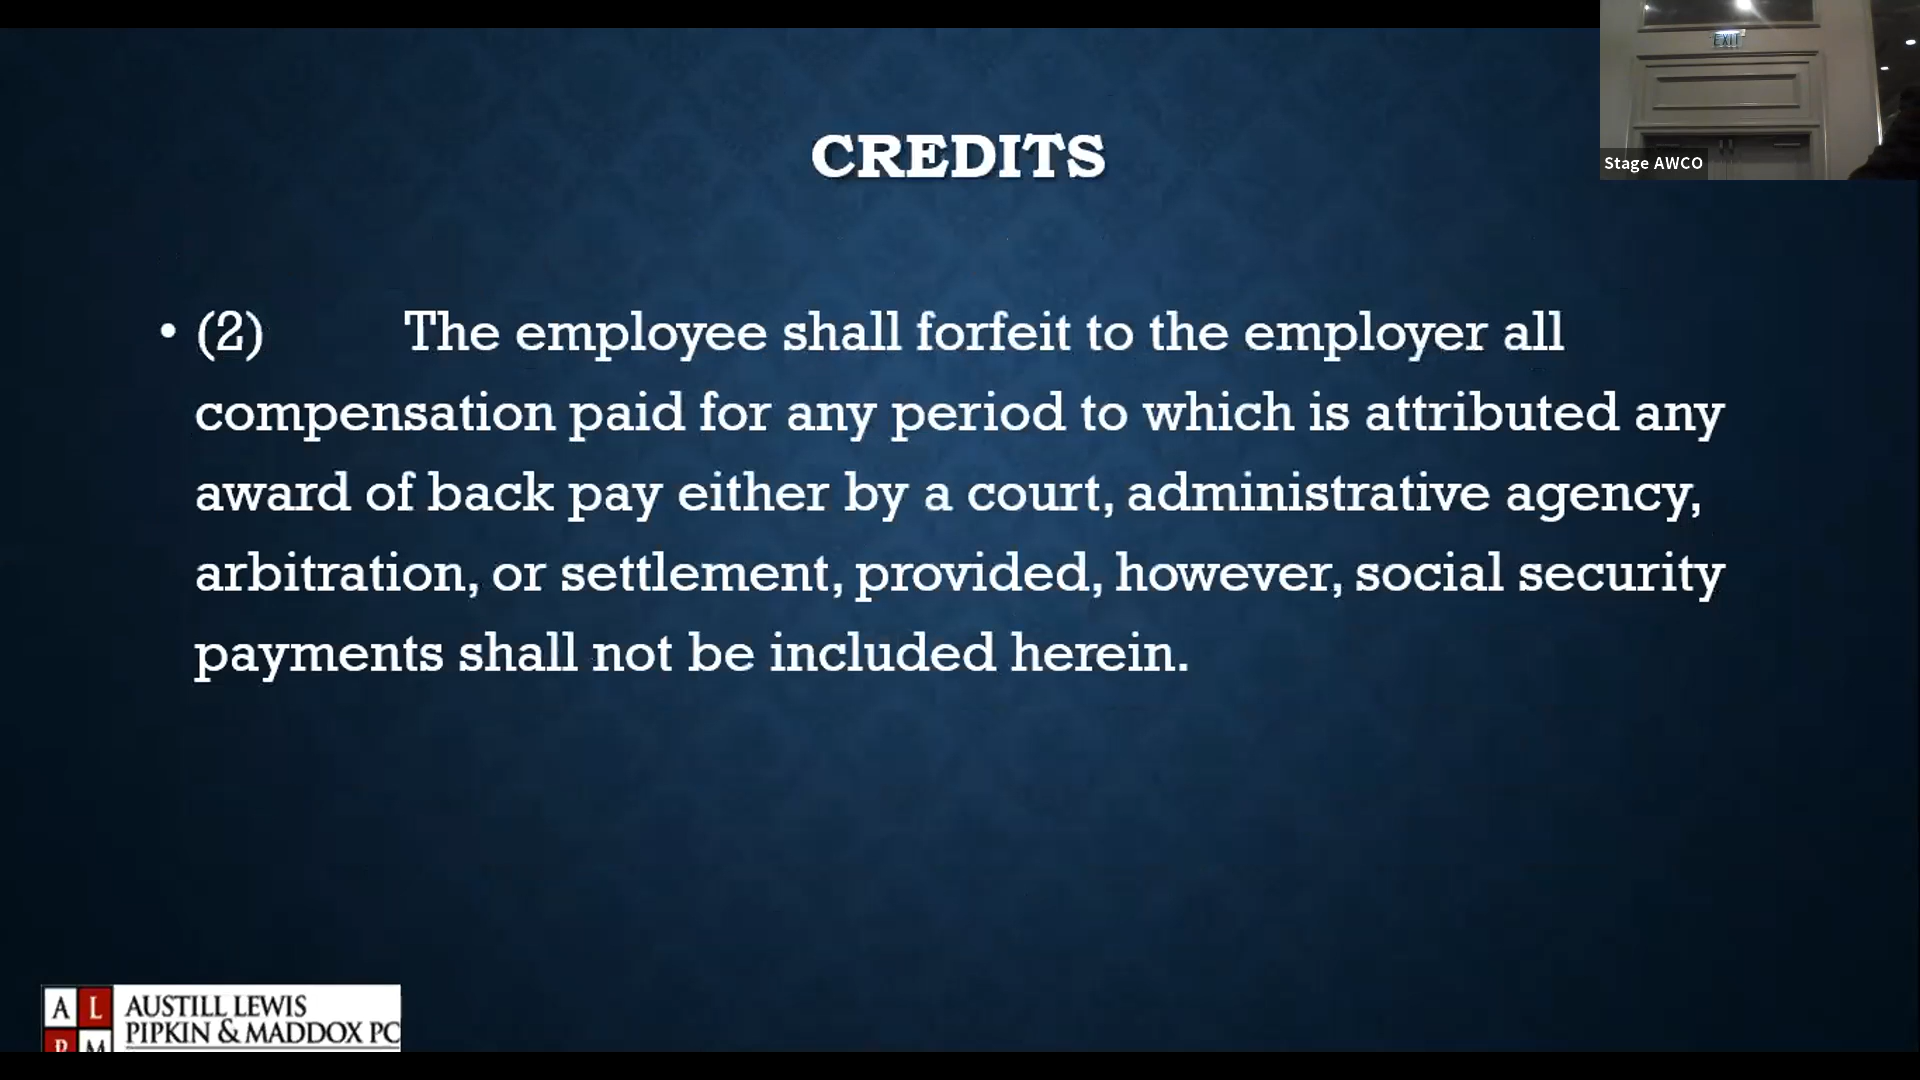 EXIT
Stage AWCO
CREDITS
• (2) The employee shall forfeit to the employer all
compensation paid for any period to which is attributed any
award of back pay either by a court, administrative agency,
arbitration, or settlement, provided, however, social security
payments shall not be included herein.
A L
AUSTILL LEWIS
P M
PIPKIN & MADDOX PC